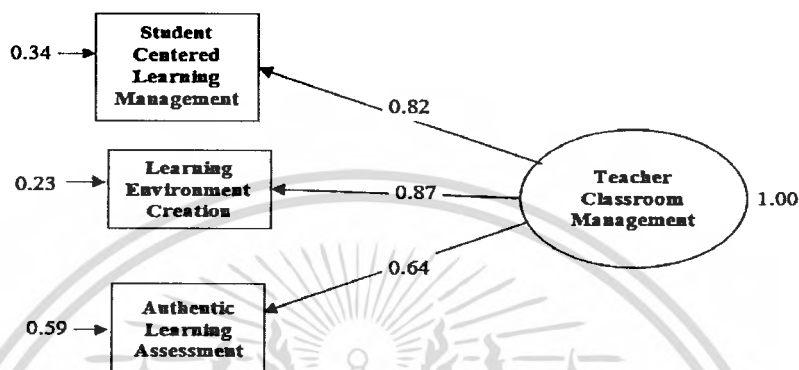 Student
Centered
Learning
Management
0.34
0.82
Learning
Environment
Creation
0.23
0.87
Teacher
Classroom
Management
1.00
0.64
Authentic
Learning
Assessment
0.59